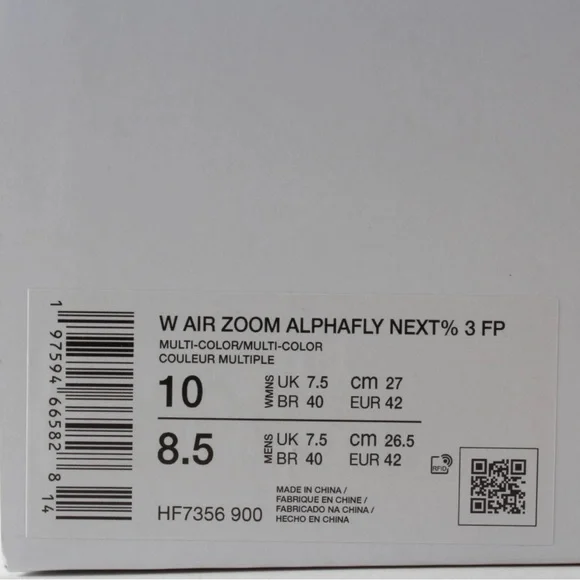 W AIR ZOOM ALPHAFLY NEXT% 3 FP
MULTI-COLOR/MULTI-COLOR
COULEUR MULTIPLE
10 WMNS UK 7.5 cm 27
BR 40 EUR 42
8.5 MENS UK 7.5 cm 26.5
BR 40 EUR 42
RFID
HF7356 900
MADE IN CHINA /
FABRIQUE EN CHINE /
FABRICADO NA CHINA /
HECHO EN CHINA
1 97594 66582 8 14